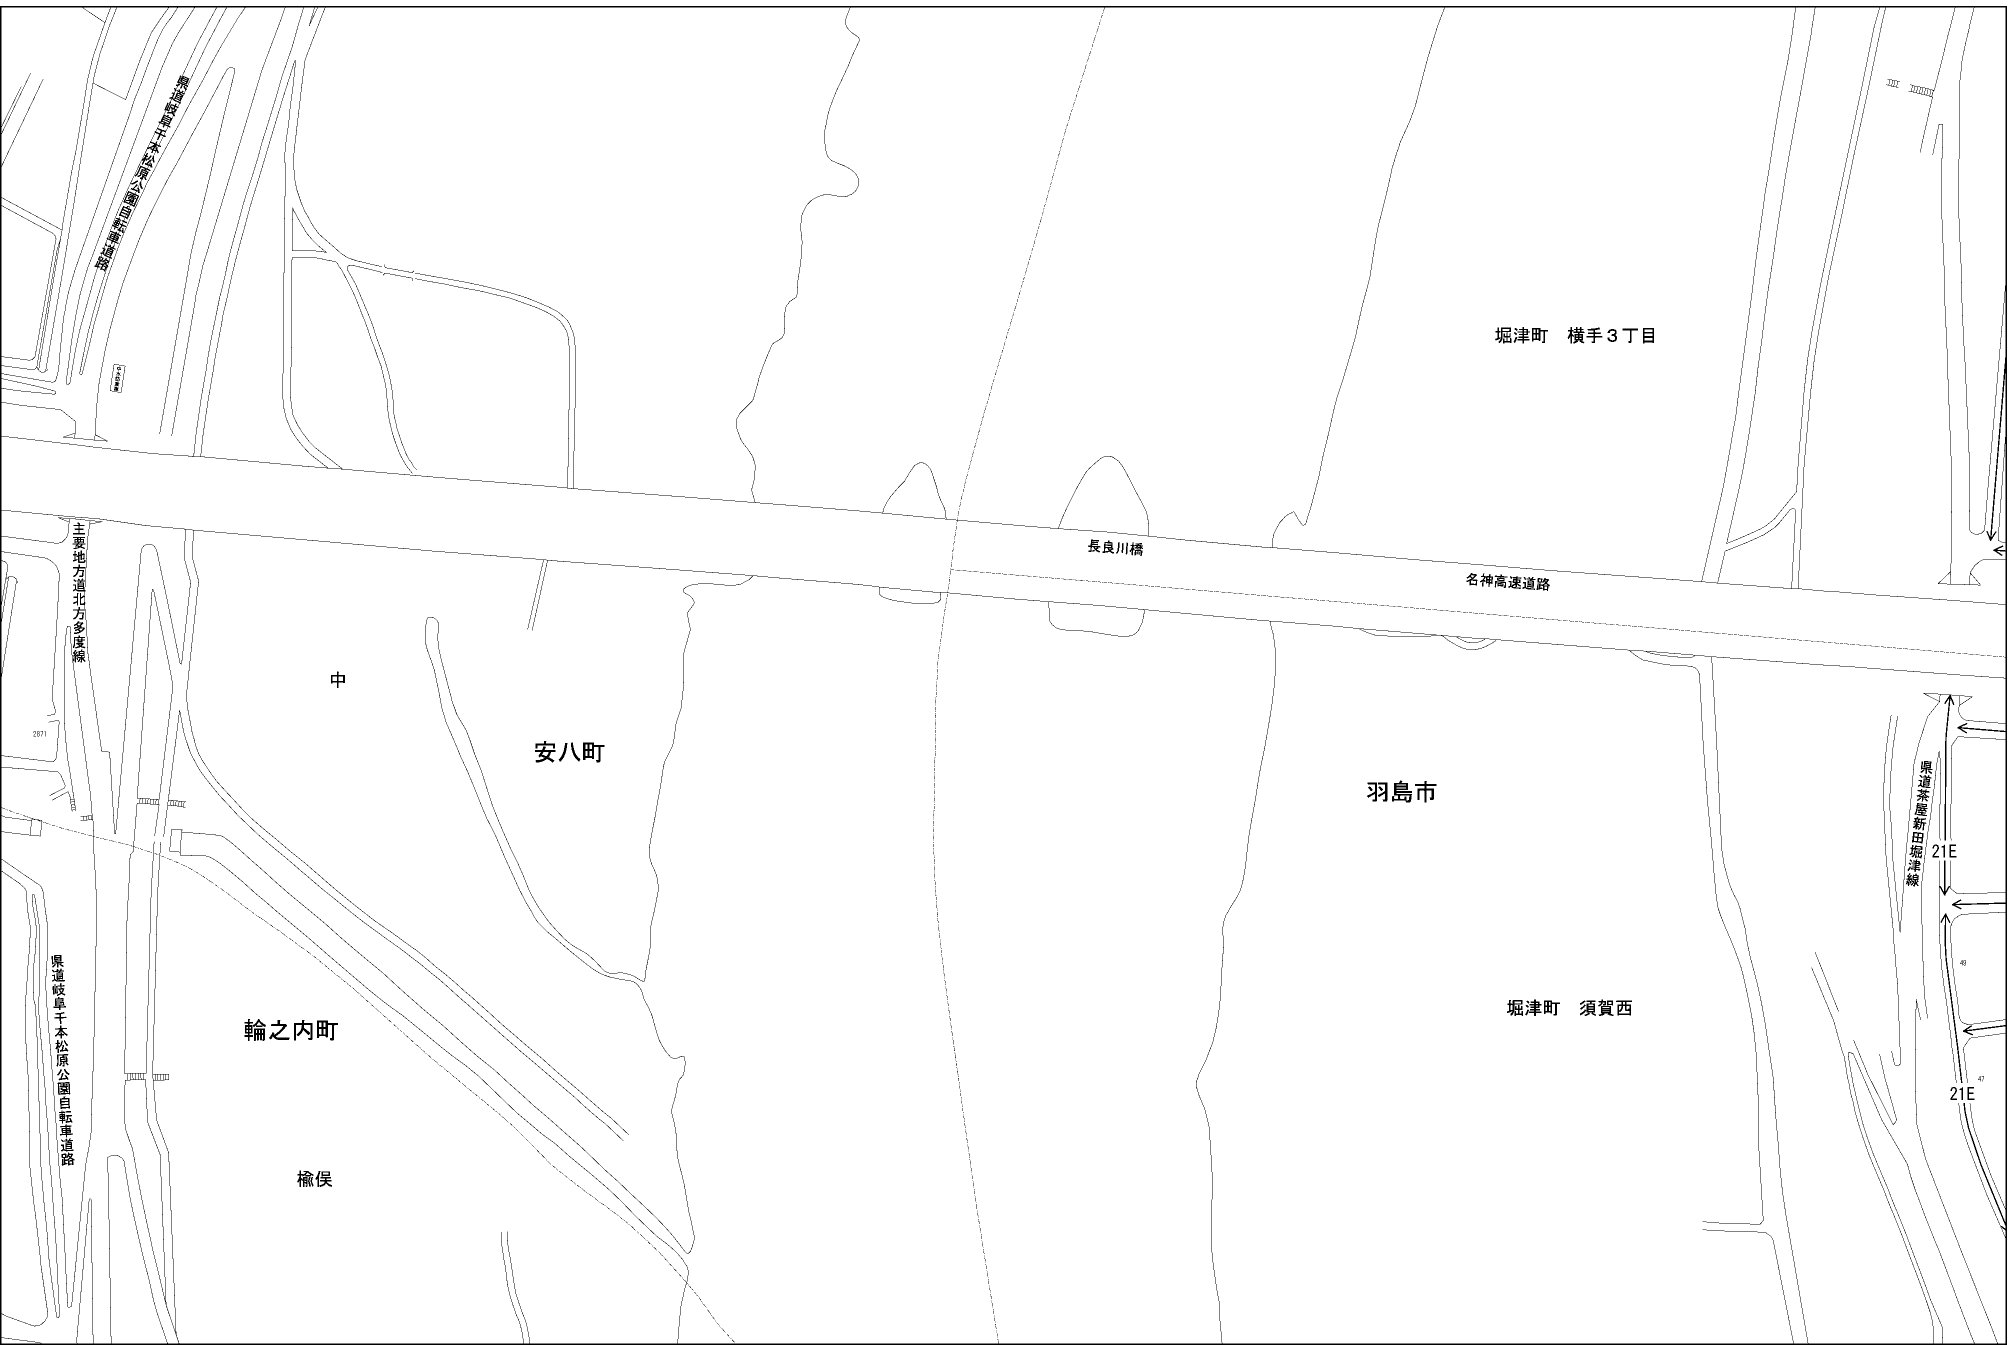 県道岐阜千本松原公園自転車道路
堀津町　横手３丁目
長良川橋
名神高速道路
主要地方道北方多度線
中
2871
安八町
羽島市
県道茶屋新田堀津線
21E
49
県道岐阜千本松原公園自転車道路
輪之内町
堀津町　須賀西
47
21E
楡俣